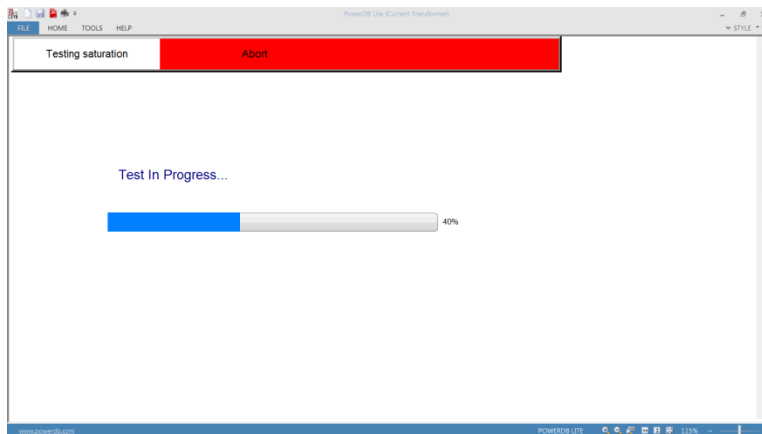 PowerDB Lite (Current Transformer)
FILE HOME TOOLS HELP
STYLE
Testing saturation Abort
Test In Progress...
40%
www.powerdb.com
POWERDB LITE 115%